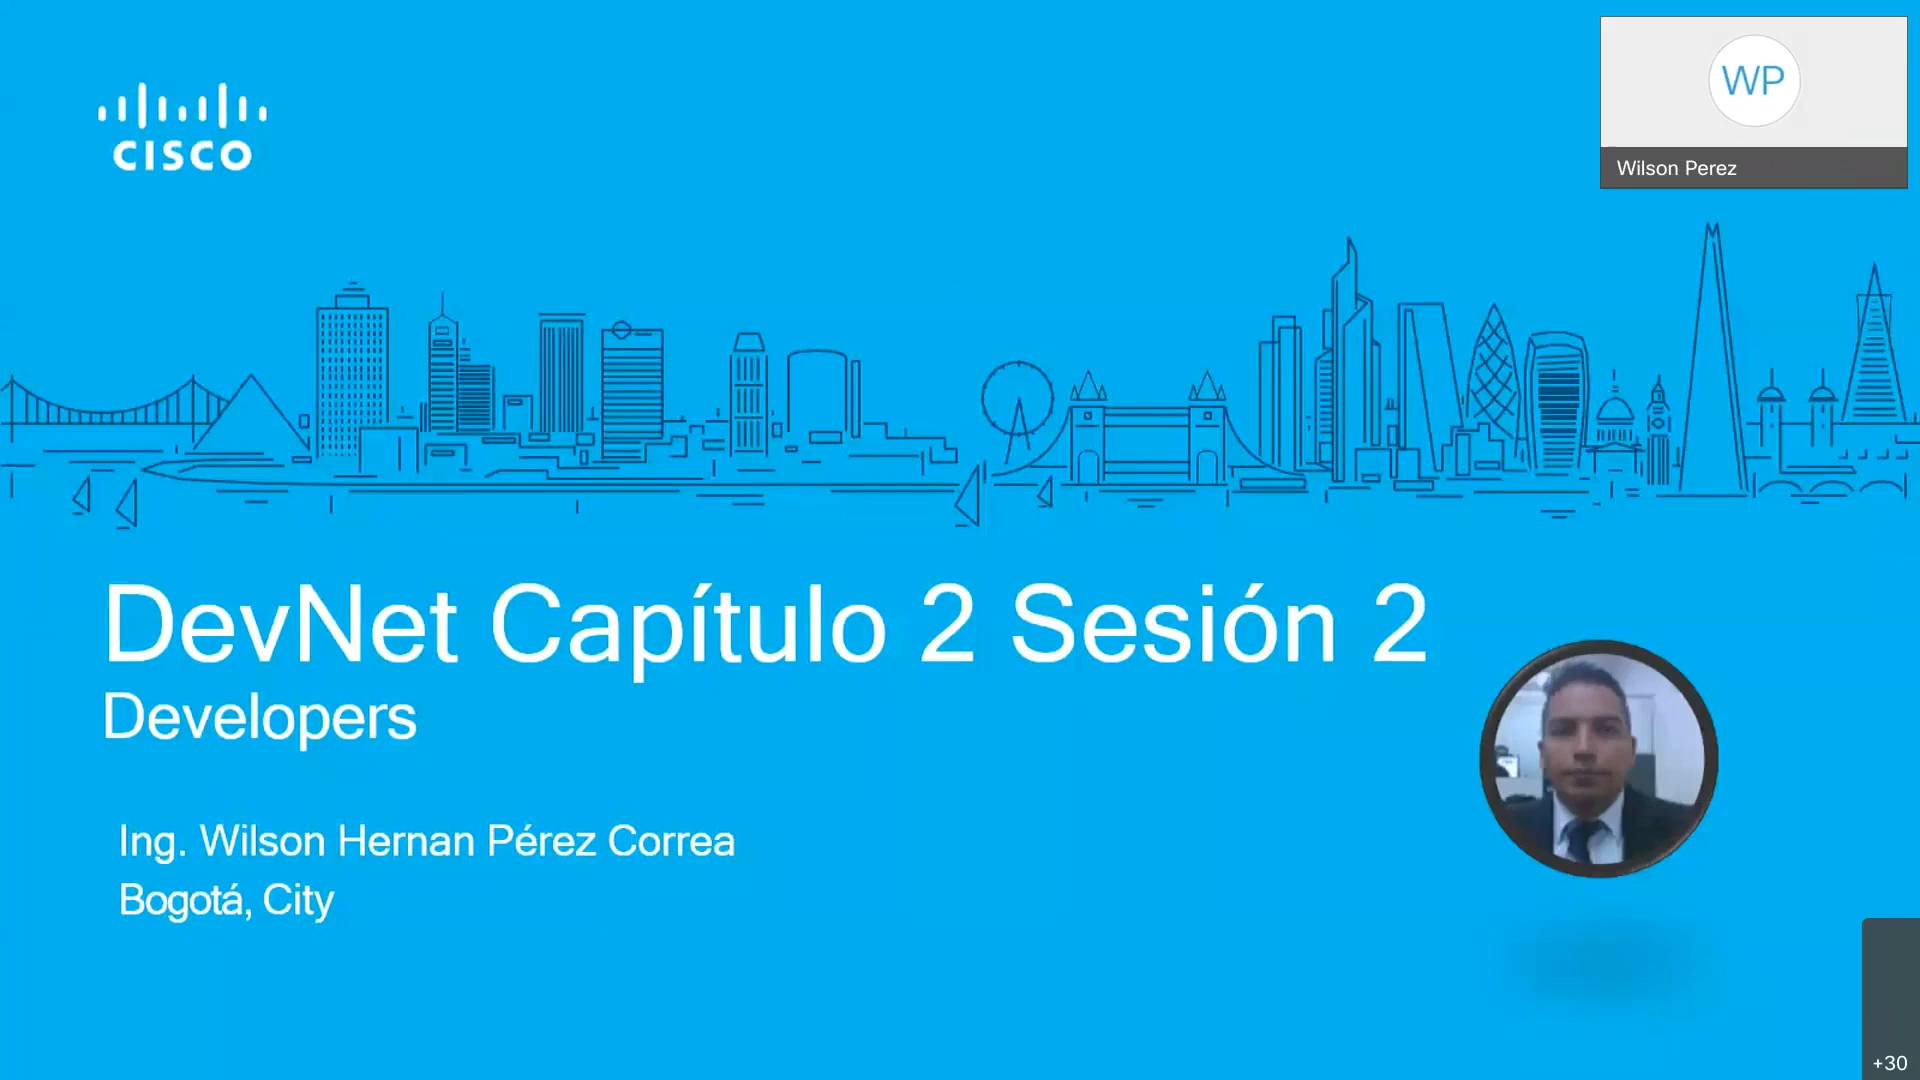 CISCO
WP
Wilson Perez
DevNet Capítulo 2 Sesión 2
Developers
Ing. Wilson Hernan Pérez Correa
Bogotá, City
+30